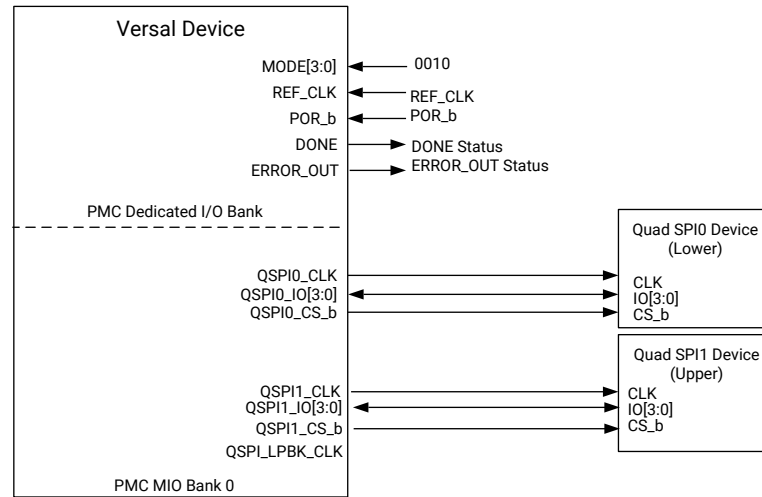 Versal Device
MODE[3:0]
0010
REF_CLK
REF_CLK
POR_b
POR_b
DONE
DONE Status
ERROR_OUT
ERROR_OUT Status
PMC Dedicated I/O Bank
QSPI0_CLK
QSPI0_IO[3:0]
QSPI0_CS_b
Quad SPI0 Device
(Lower)
CLK
IO[3:0]
CS_b
QSPI1_CLK
QSPI1_IO[3:0]
QSPI1_CS_b
QSPI_LPBK_CLK
Quad SPI1 Device
(Upper)
CLK
IO[3:0]
CS_b
PMC MIO Bank 0